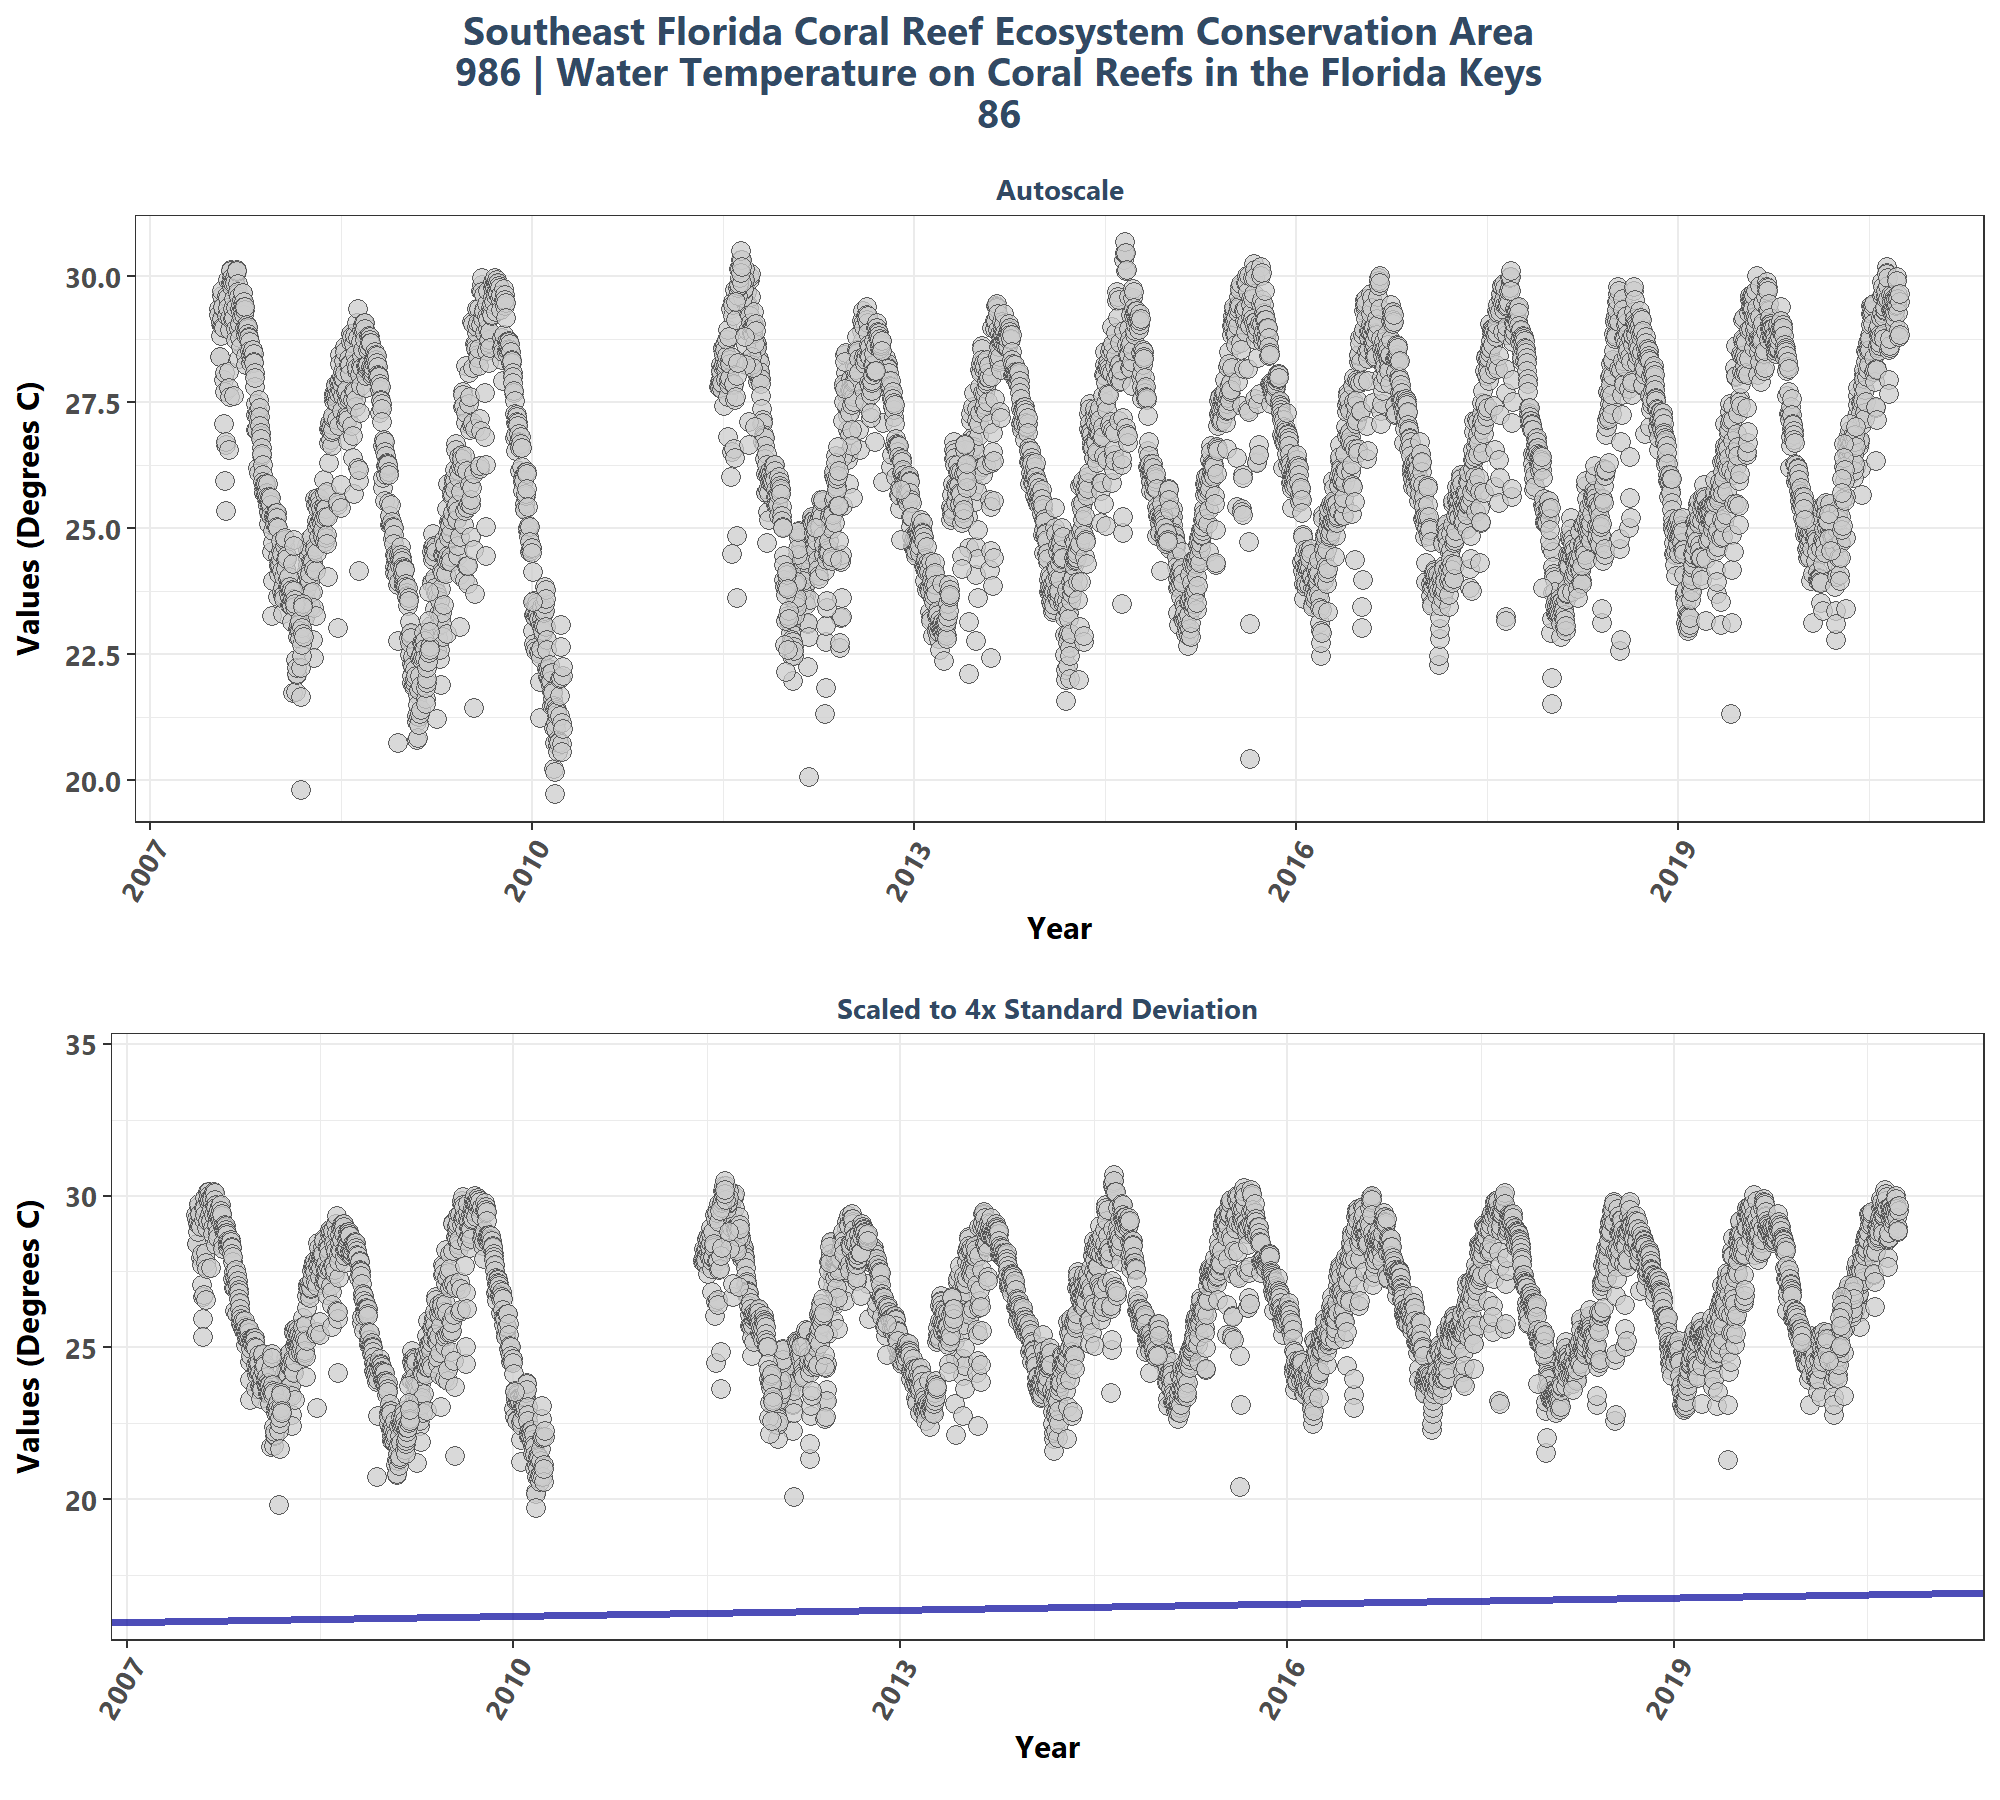 Southeast Florida Coral Reef Ecosystem Conservation Area
986 | Water Temperature on Coral Reefs in the Florida Keys
86
Autoscale
Values (Degrees C)
30.0
27.5
25.0
22.5
20.0
2007
2010
2013
2016
2019
Year
Scaled to 4x Standard Deviation
Values (Degrees C)
35
30
25
20
2007
2010
2013
2016
2019
Year